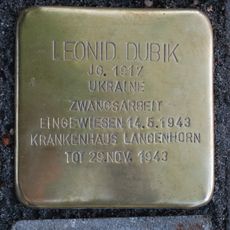 LEONID DUBIK
JG. 1917
UKRAINE
ZWANGSARBEIT
EINGEWIESEN 14.5.1943
KRANKENHAUS LANGENHORN
TOT 29.NOV. 1943